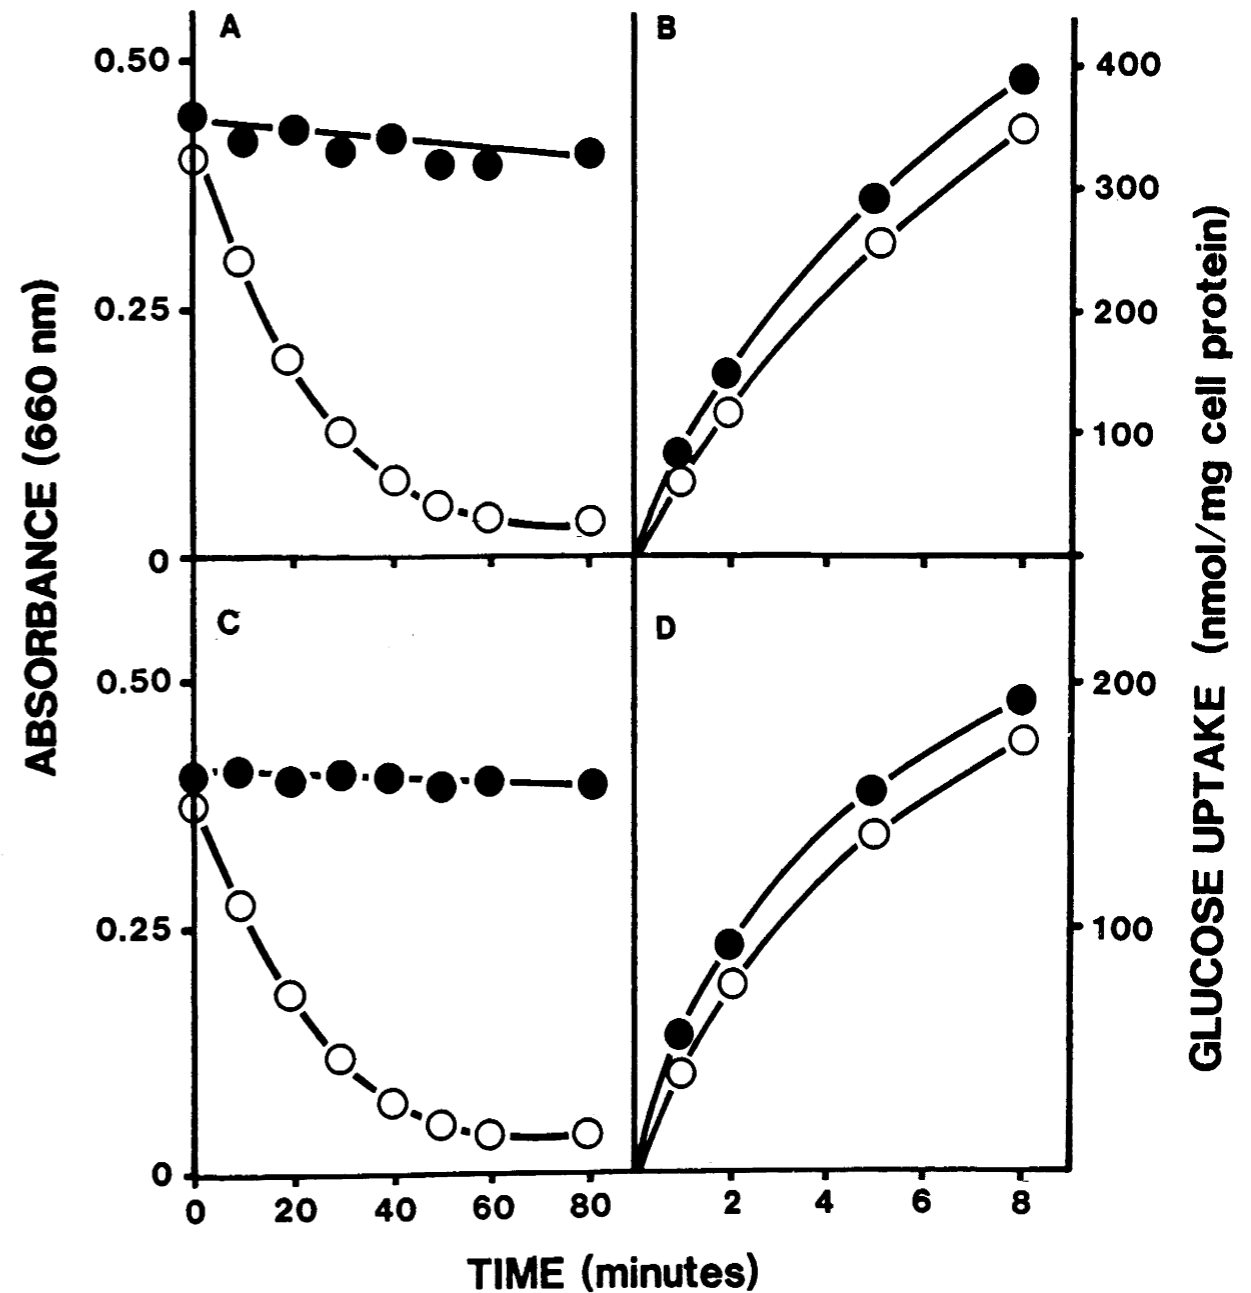 A
B
0.50
0.25
0
400
300
200
100
C
D
0.50
0.25
0
200
100
0 20 40 60 80
2 4 6 8
TIME (minutes)
ABSORBANCE (660 nm)
GLUCOSE UPTAKE (nmol/mg cell protein)